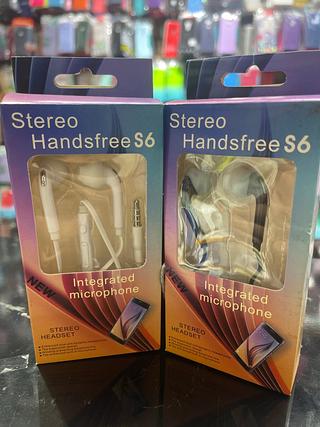 Stereo
Handsfree S6
NEW
Integrated
microphone
STEREO
HEADSET
Stereo
Handsfree S6
NEW
Integrated
microphone
STEREO
HEADSET